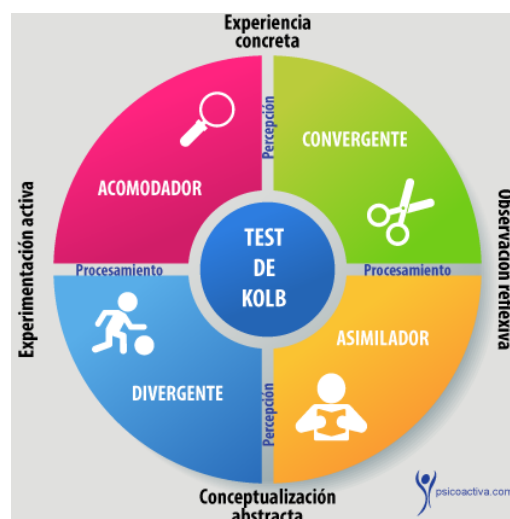 Experiencia
concreta
Percepción
CONVERGENTE
ACOMODADOR
Experimentación activa
Observacion reflexiva
TEST
DE
KOLB
Procesamiento
Procesamiento
ASIMILADOR
DIVERGENTE
Percepción
psicoactiva.com
Conceptualización
abstracta